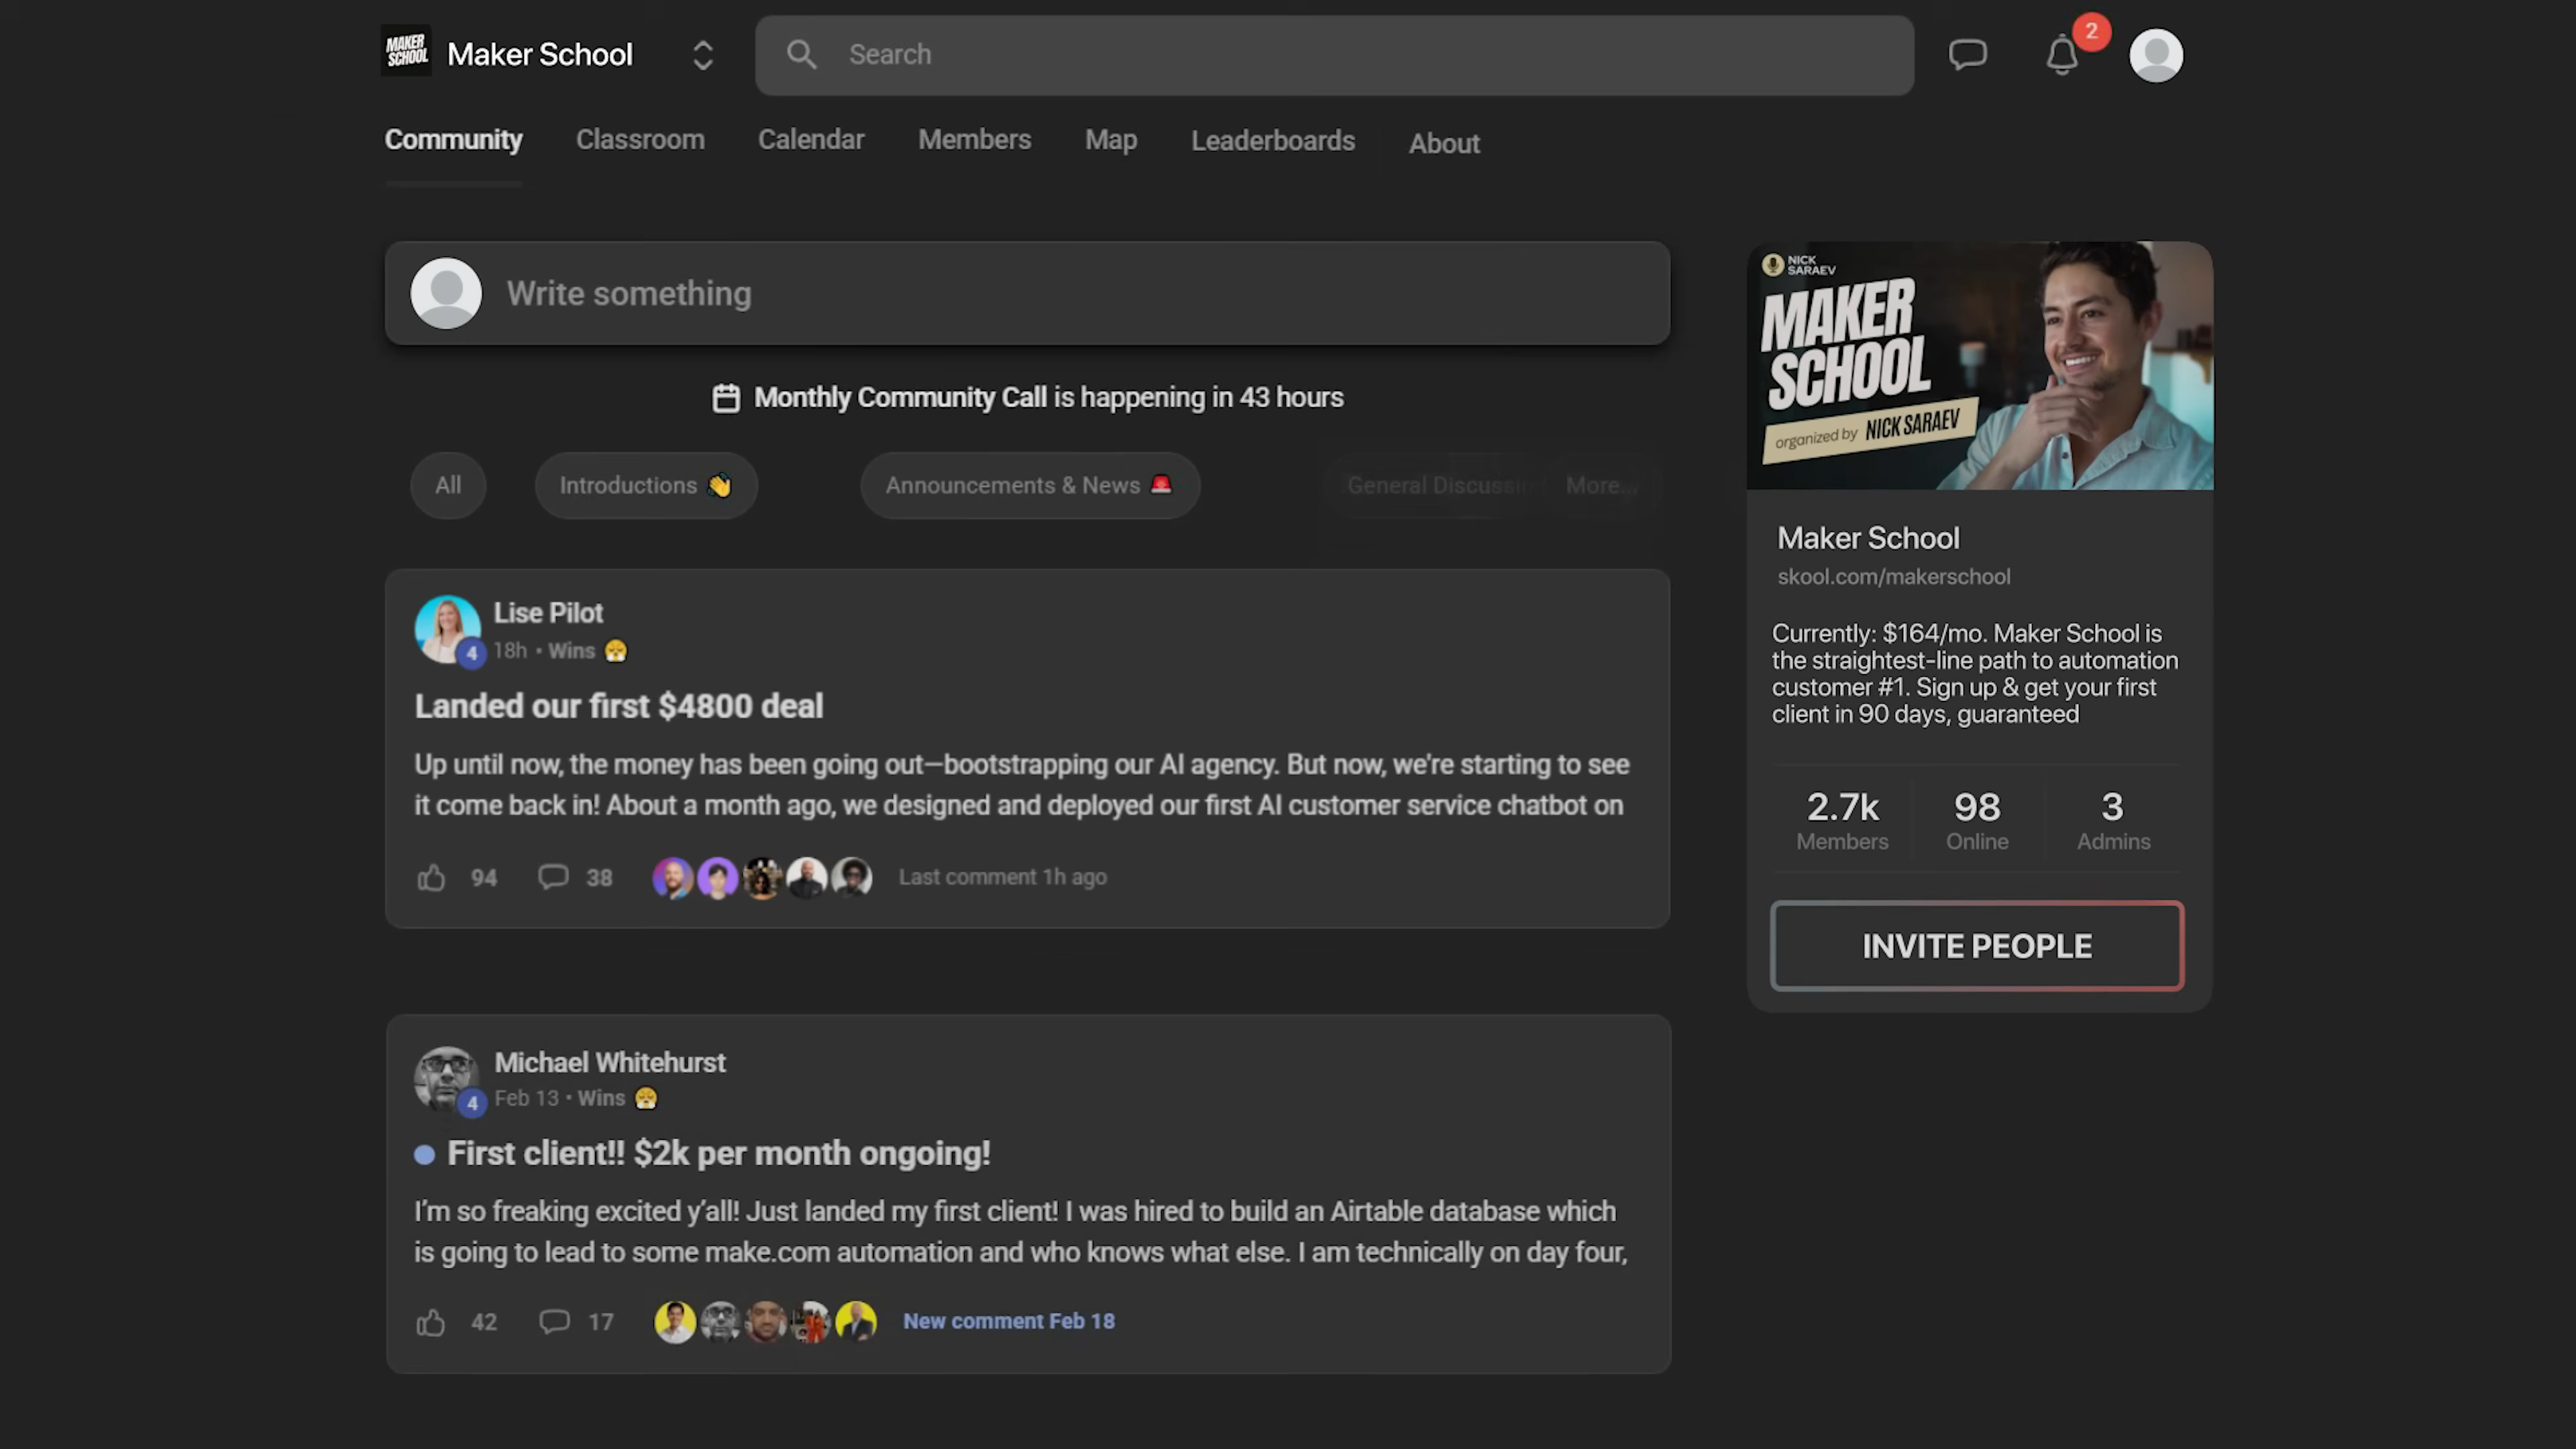 MAKER
SCHOOL
Maker School
Search
2
Community
Classroom
Calendar
Members
Map
Leaderboards
About
Write something
Monthly Community Call is happening in 43 hours
All
Introductions 👋
Announcements & News 🚨
General Discussio
More...
Lise Pilot
4
18h • Wins 😤
Landed our first $4800 deal
Up until now, the money has been going out—bootstrapping our AI agency. But now, we're starting to see
it come back in! About a month ago, we designed and deployed our first AI customer service chatbot on
94
38
Last comment 1h ago
Michael Whitehurst
4
Feb 13 • Wins 😤
First client!! $2k per month ongoing!
I'm so freaking excited y'all! Just landed my first client! I was hired to build an Airtable database which
is going to lead to some make.com automation and who knows what else. I am technically on day four,
42
17
New comment Feb 18
NICK
SARAEV
MAKER
SCHOOL
organized by NICK SARAEV
Maker School
skool.com/makerschool
Currently: $164/mo. Maker School is
the straightest-line path to automation
customer #1. Sign up & get your first
client in 90 days, guaranteed
2.7k
Members
98
Online
3
Admins
INVITE PEOPLE